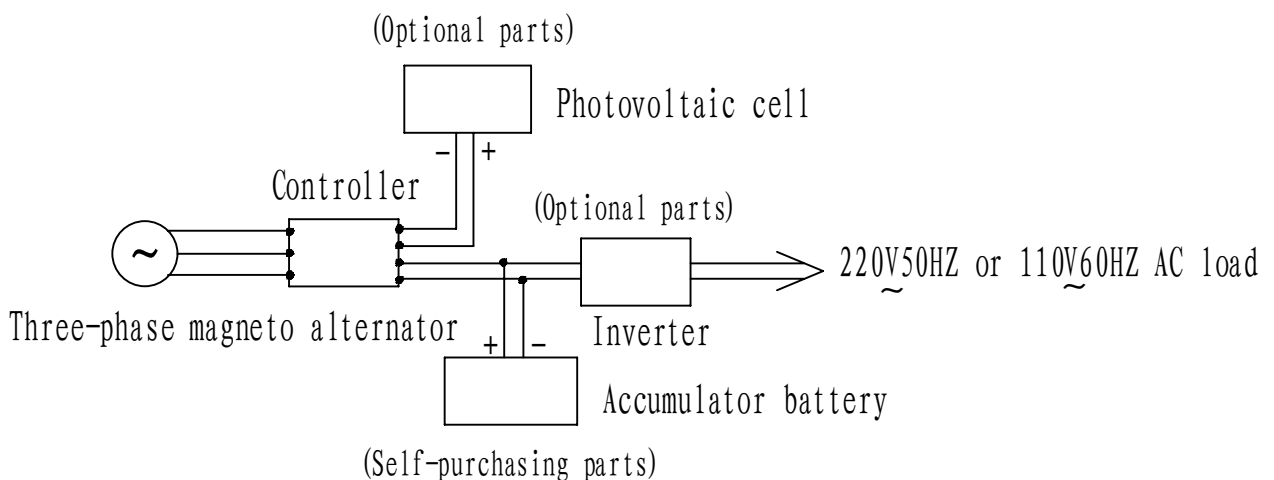 (Optional parts)
Photovoltaic cell
- +
Controller
(Optional parts)
~
220V50HZ or 110V60HZ AC load
~ ~
Three-phase magneto alternator
+ -
Inverter
Accumulator battery
(Self-purchasing parts)